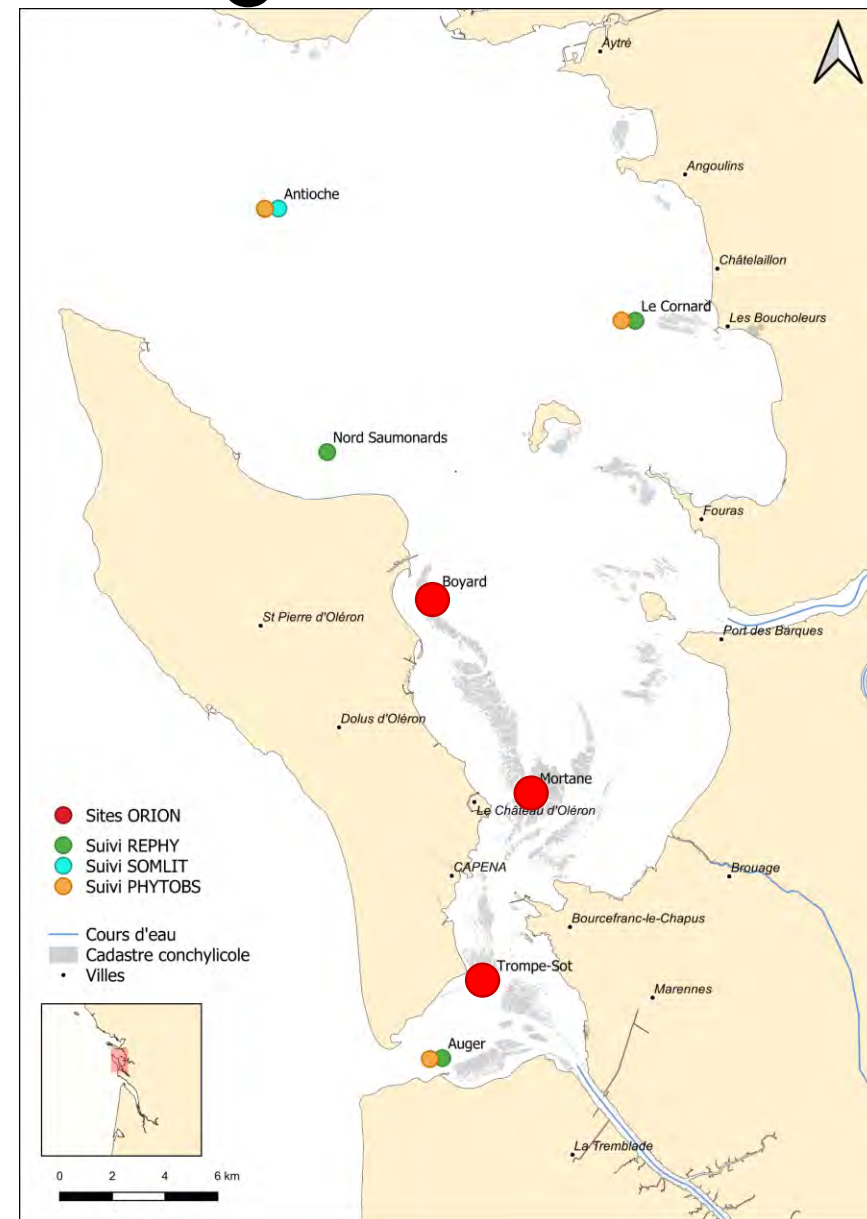 Aytré
Angoulins
Antioche
Châtelaillon
Le Cornard
Les Boucholeurs
Nord Saumonards
Fouras
Boyard
St Pierre d'Oléron
Port des Barques
Dolus d'Oléron
Mortane
Le Château d'Oléron
Sites ORION
Suivi REPHY
Suivi SOMLIT
Suivi PHYTOBS
CAPENA
Brouage
Bourcefranc-le-Chapus
Cours d'eau
Cadastre conchylicole
Villes
Trompe-Sot
Marennes
Auger
La Tremblade
0 2 4 6 km